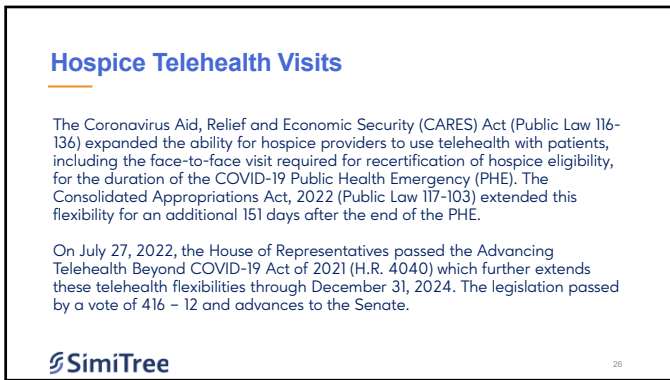 Hospice Telehealth Visits
The Coronavirus Aid, Relief and Economic Security (CARES) Act (Public Law 116-
136) expanded the ability for hospice providers to use telehealth with patients,
including the face-to-face visit required for recertification of hospice eligibility,
for the duration of the COVID-19 Public Health Emergency (PHE). The
Consolidated Appropriations Act, 2022 (Public Law 117-103) extended this
flexibility for an additional 151 days after the end of the PHE.
On July 27, 2022, the House of Representatives passed the Advancing
Telehealth Beyond COVID-19 Act of 2021 (H.R. 4040) which further extends
these telehealth flexibilities through December 31, 2024. The legislation passed
by a vote of 416 – 12 and advances to the Senate.
SimiTree
26